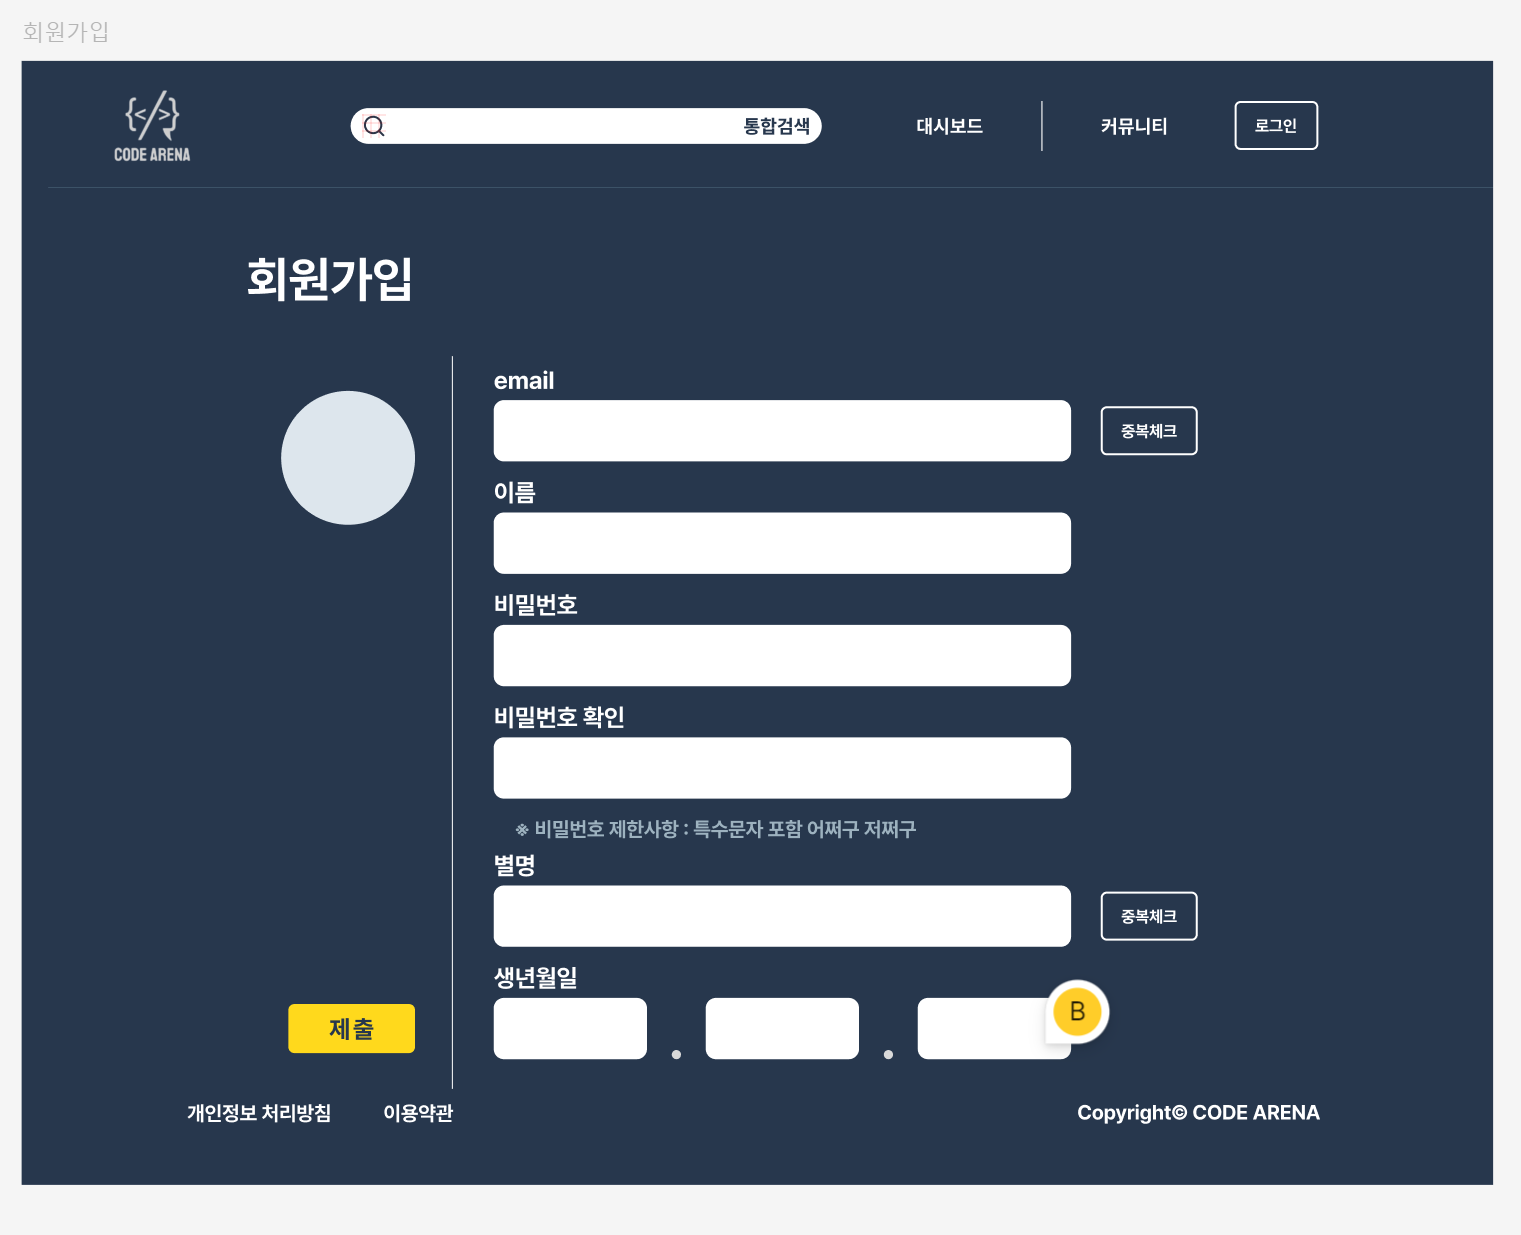 회원가입
{</>}
CODE ARENA
통합검색
대시보드
커뮤니티
로그인
회원가입
email
중복체크
이름
비밀번호
비밀번호 확인
※ 비밀번호 제한사항 : 특수문자 포함 어쩌구 저쩌구
별명
중복체크
생년월일
B
제출
개인정보 처리방침
이용약관
Copyright© CODE ARENA